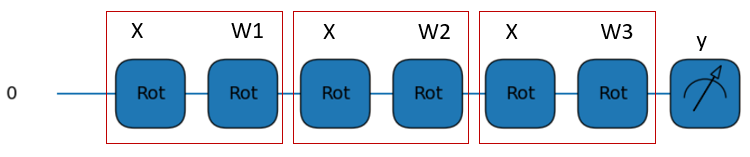 X W1 X W2 X W3 y
0 Rot Rot Rot Rot Rot Rot